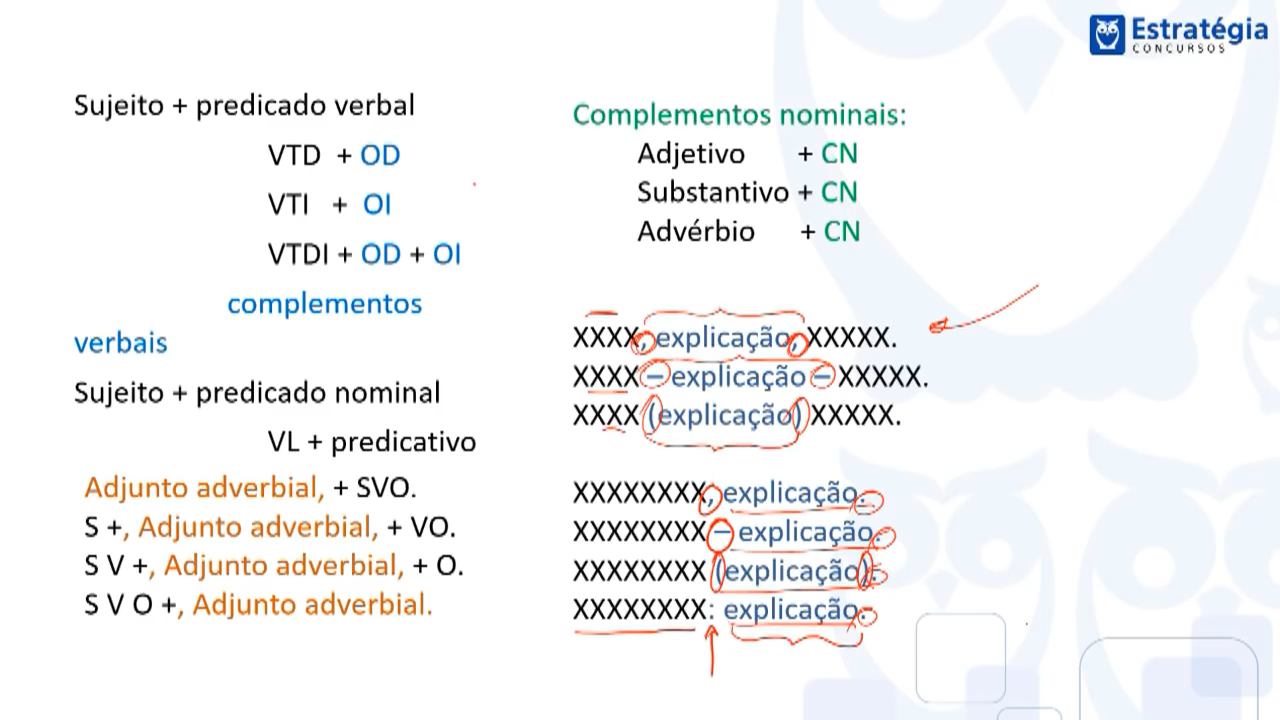 Estratégia
CONCURSOS
Sujeito + predicado verbal
VTD + OD
VTI + OI
VTDI + OD + OI
complementos
verbais
Sujeito + predicado nominal
VL + predicativo
Adjunto adverbial, + SVO.
S +, Adjunto adverbial, + VO.
S V +, Adjunto adverbial, + O.
S V O +, Adjunto adverbial.
Complementos nominais:
Adjetivo + CN
Substantivo + CN
Advérbio + CN
XXXX, explicação, XXXXX.
XXXX – explicação – XXXXX.
XXXX (explicação) XXXXX.
XXXXXXXX, explicação.
XXXXXXXX – explicação.
XXXXXXXX (explicação).
XXXXXXXX: explicação.